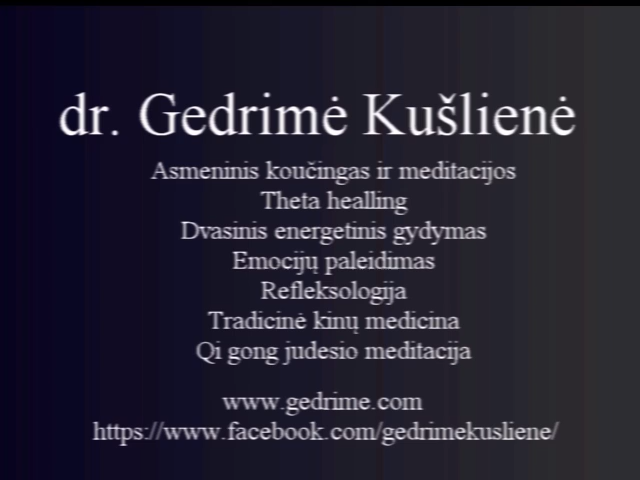 dr. Gedrimė Kušlienė
Asmeninis koučingas ir meditacijos
Theta healling
Dvasinis energetinis gydymas
Emocijų paleidimas
Refleksologija
Tradicinė kinų medicina
Qi gong judesio meditacija
www.gedrime.com
https://www.facebook.com/gedrimekusliene/